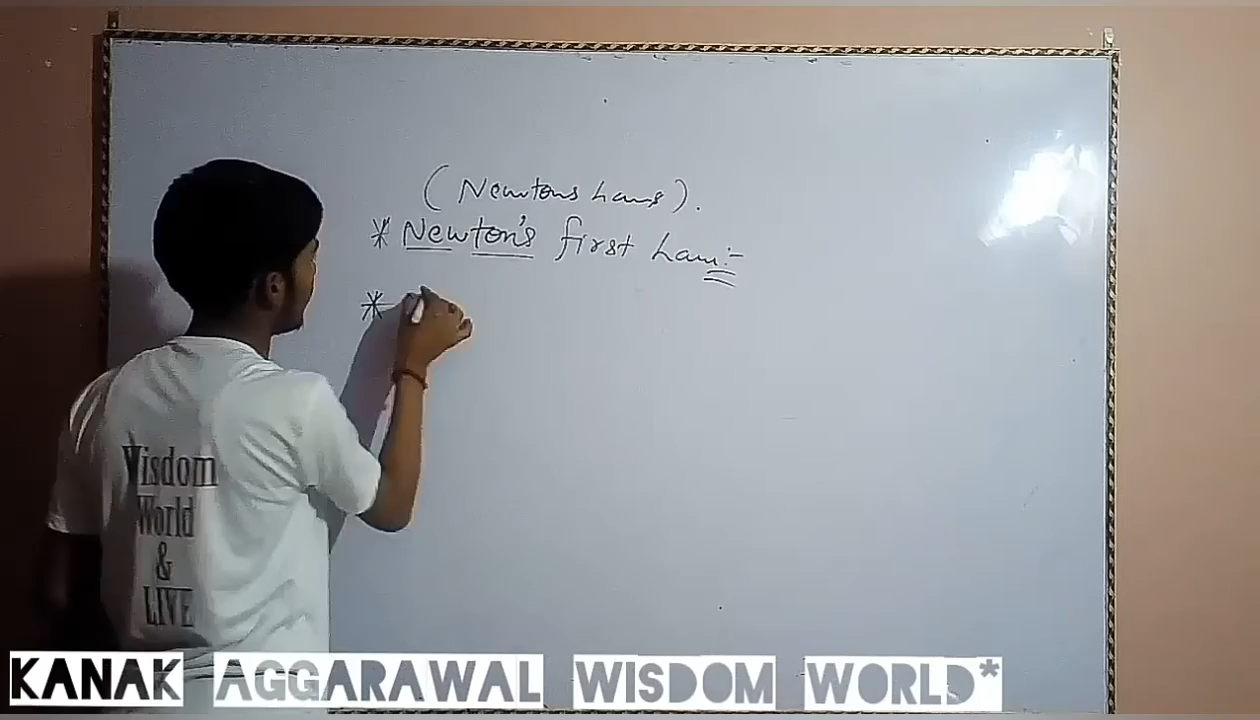 (Newtons Laws).
* Newton's first Law:-
*
Wisdom
World
&
LIVE
KANAK AGGARAWAL WISDOM WORLD*